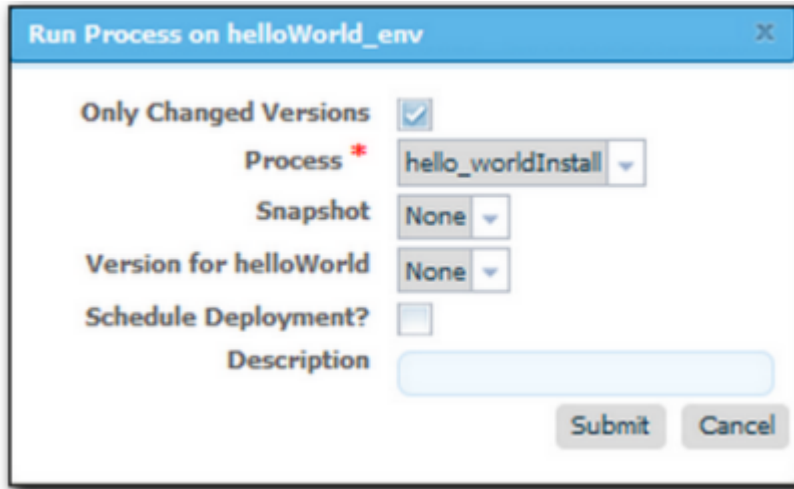 Run Process on helloWorld_env x
Only Changed Versions
Process * hello_worldInstall
Snapshot None
Version for helloWorld None
Schedule Deployment?
Description
Submit Cancel